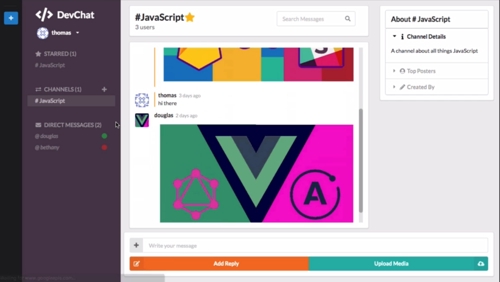 DevChat
thomas
STARRED (1)
# JavaScript
CHANNELS (1)
# JavaScript
DIRECT MESSAGES (2)
@ douglas
@ bethany
#JavaScript
3 users
Search Messages
thomas 3 days ago
hi there
douglas 2 days ago
Write your message
Add Reply
Upload Media
About # JavaScript
Channel Details
A channel about all things JavaScript
Top Posters
Created By